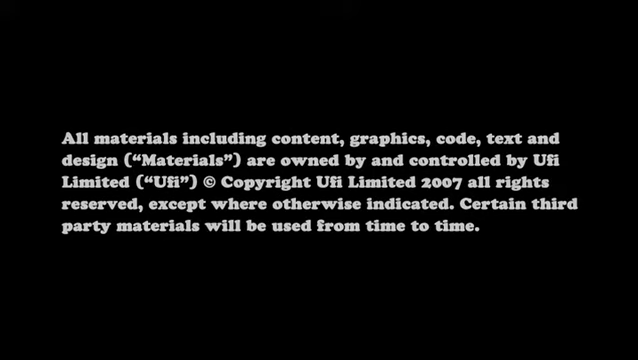 All materials including content, graphics, code, text and
design (“Materials”) are owned by and controlled by Ufi
Limited (“Ufi”) © Copyright Ufi Limited 2007 all rights
reserved, except where otherwise indicated. Certain third
party materials will be used from time to time.